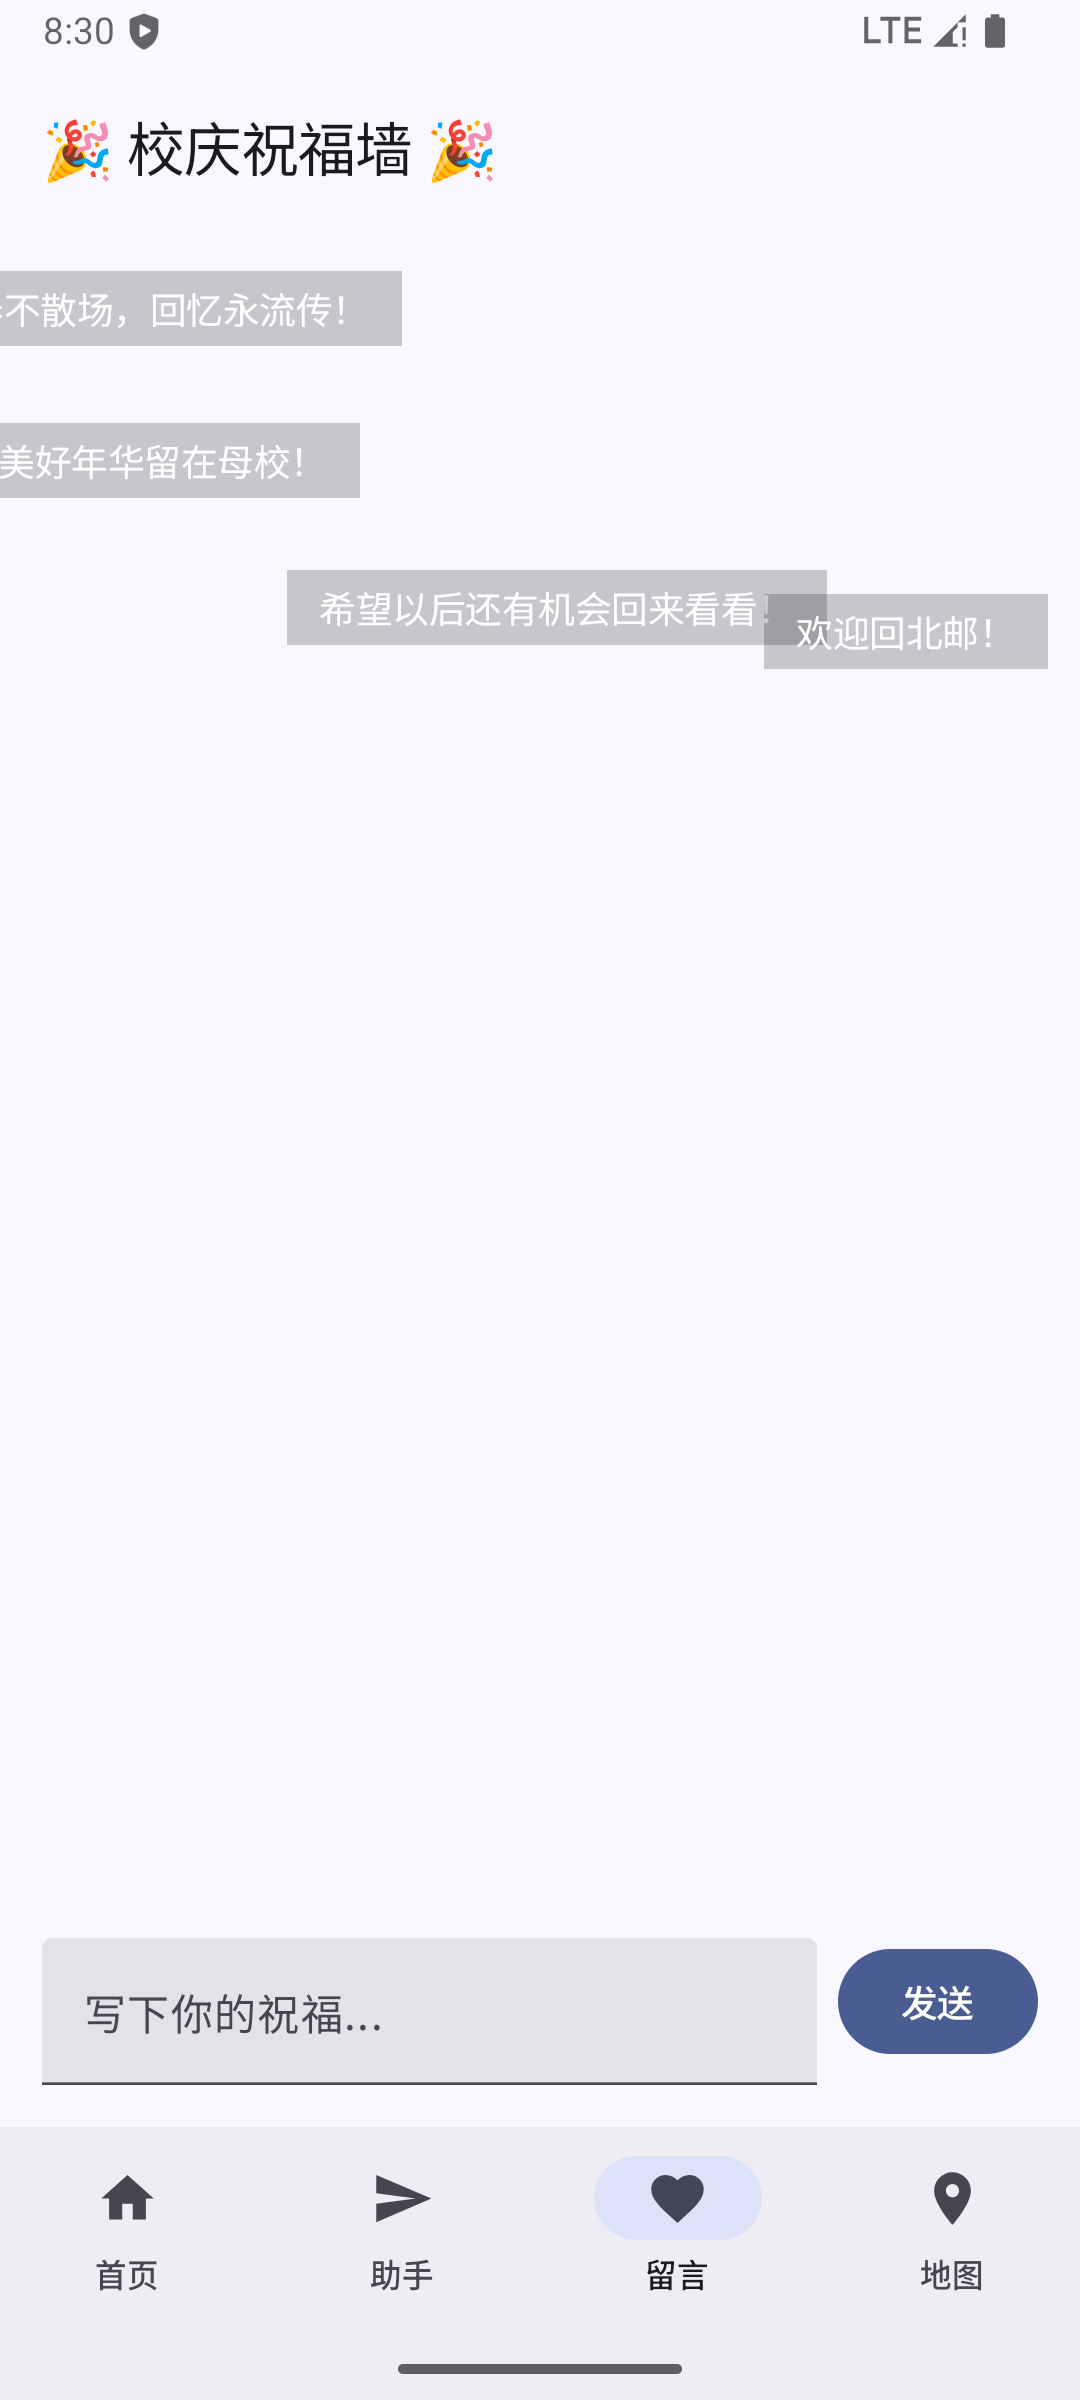 8:30 LTE
🎉 校庆祝福墙 🎉
不散场，回忆永流传！
美好年华留在母校！
希望以后还有机会回来看看！
欢迎回北邮！
写下你的祝福...
发送
首页 助手 留言 地图